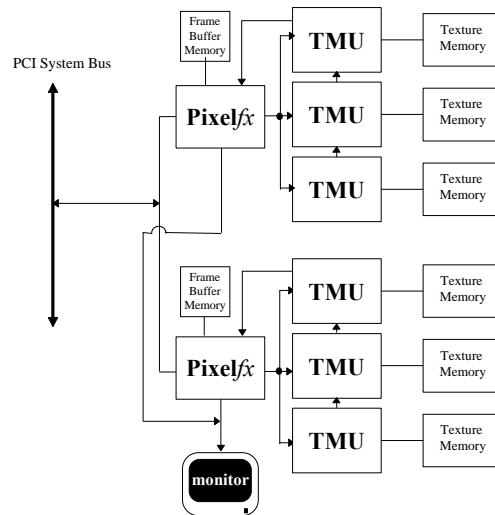 Frame
Buffer
Memory
TMU
Texture
Memory
PCI System Bus
Pixelfx
TMU
Texture
Memory
TMU
Texture
Memory
Frame
Buffer
Memory
TMU
Texture
Memory
Pixelfx
TMU
Texture
Memory
TMU
Texture
Memory
monitor